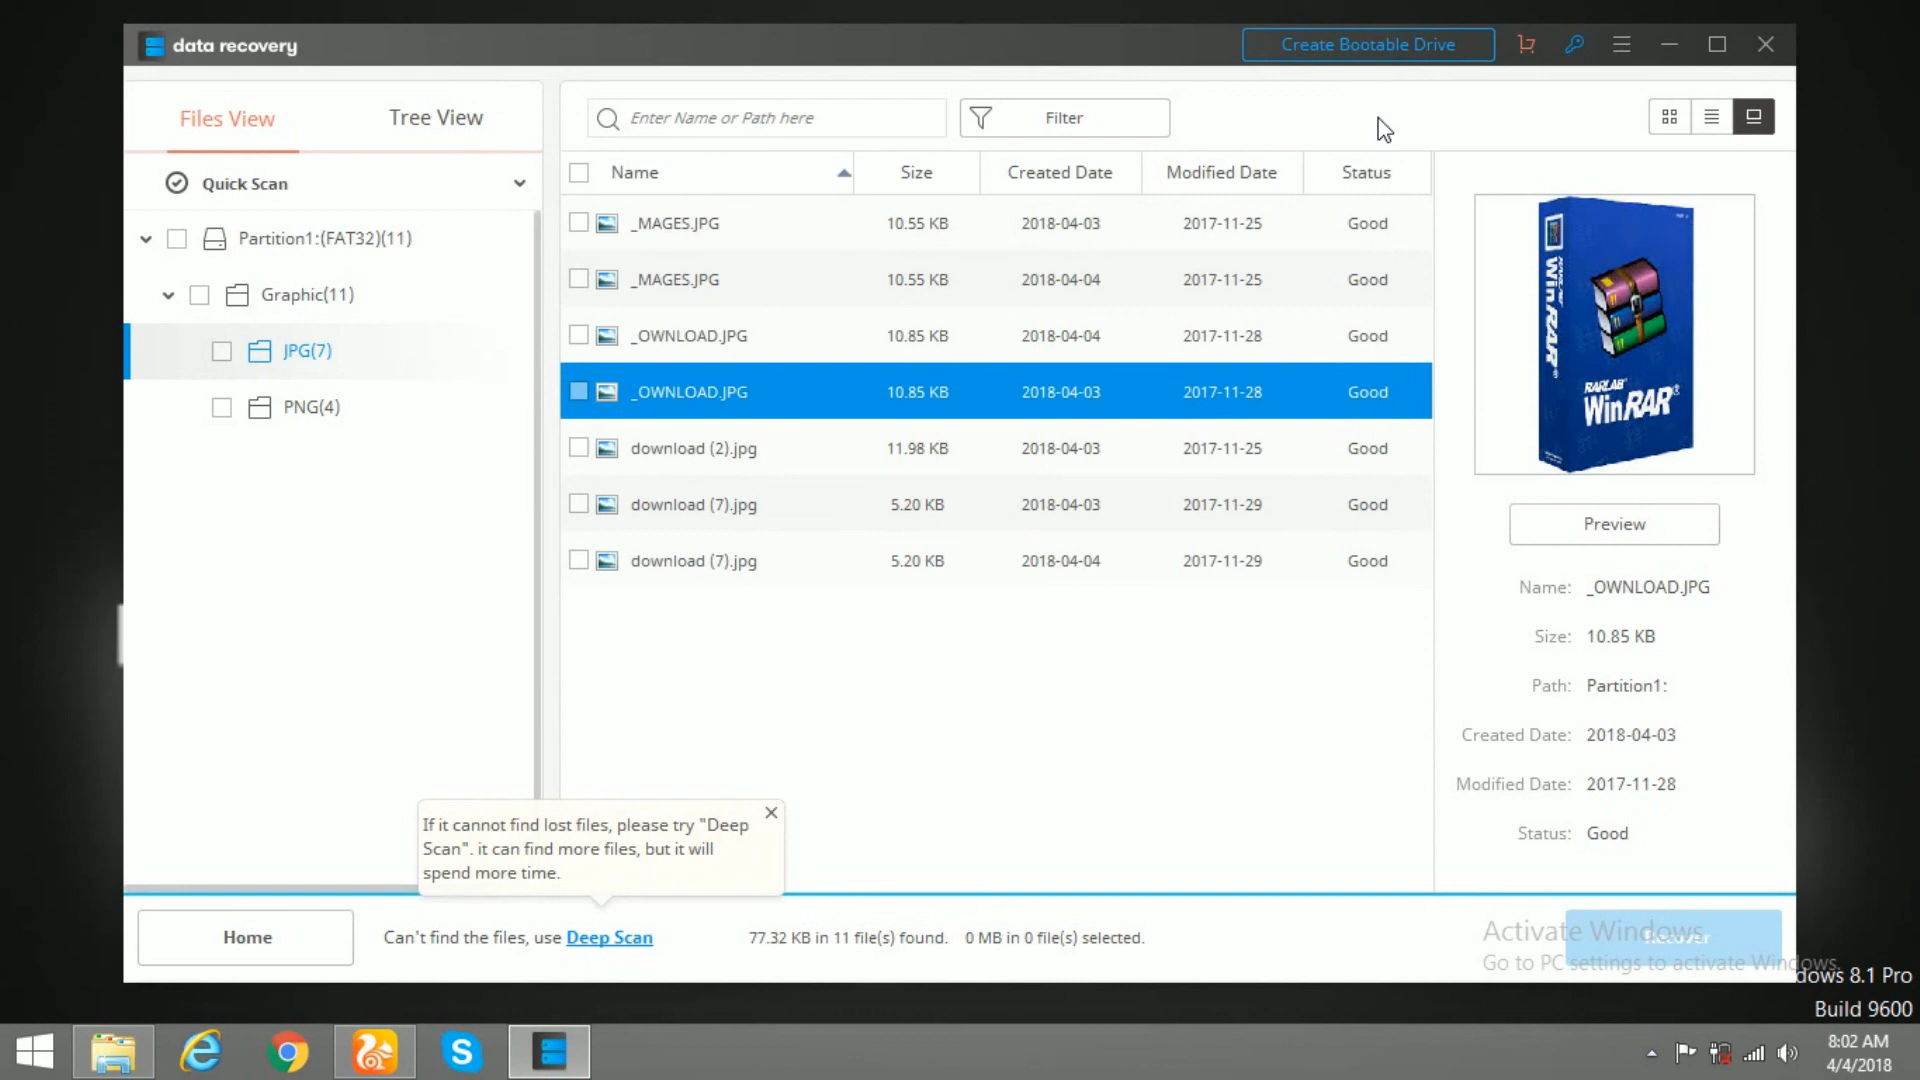 data recovery
Create Bootable Drive
Files View
Tree View
Enter Name or Path here
Filter
Quick Scan
Name
Size
Created Date
Modified Date
Status
Partition1:(FAT32)(11)
Graphic(11)
JPG(7)
PNG(4)
_MAGES.JPG 10.55 KB 2018-04-03 2017-11-25 Good
_MAGES.JPG 10.55 KB 2018-04-04 2017-11-25 Good
_OWNLOAD.JPG 10.85 KB 2018-04-04 2017-11-28 Good
_OWNLOAD.JPG 10.85 KB 2018-04-03 2017-11-28 Good
download (2).jpg 11.98 KB 2018-04-03 2017-11-25 Good
download (7).jpg 5.20 KB 2018-04-03 2017-11-29 Good
download (7).jpg 5.20 KB 2018-04-04 2017-11-29 Good
WinRAR
RARLAB
WinRAR
Preview
Name: _OWNLOAD.JPG
Size: 10.85 KB
Path: Partition1:
Created Date: 2018-04-03
Modified Date: 2017-11-28
Status: Good
If it cannot find lost files, please try "Deep
Scan". it can find more files, but it will
spend more time.
Home
Can't find the files, use Deep Scan
77.32 KB in 11 file(s) found. 0 MB in 0 file(s) selected.
Recover
Activate Windows
Go to PC settings to activate Windows.
dows 8.1 Pro
Build 9600
8:02 AM
4/4/2018